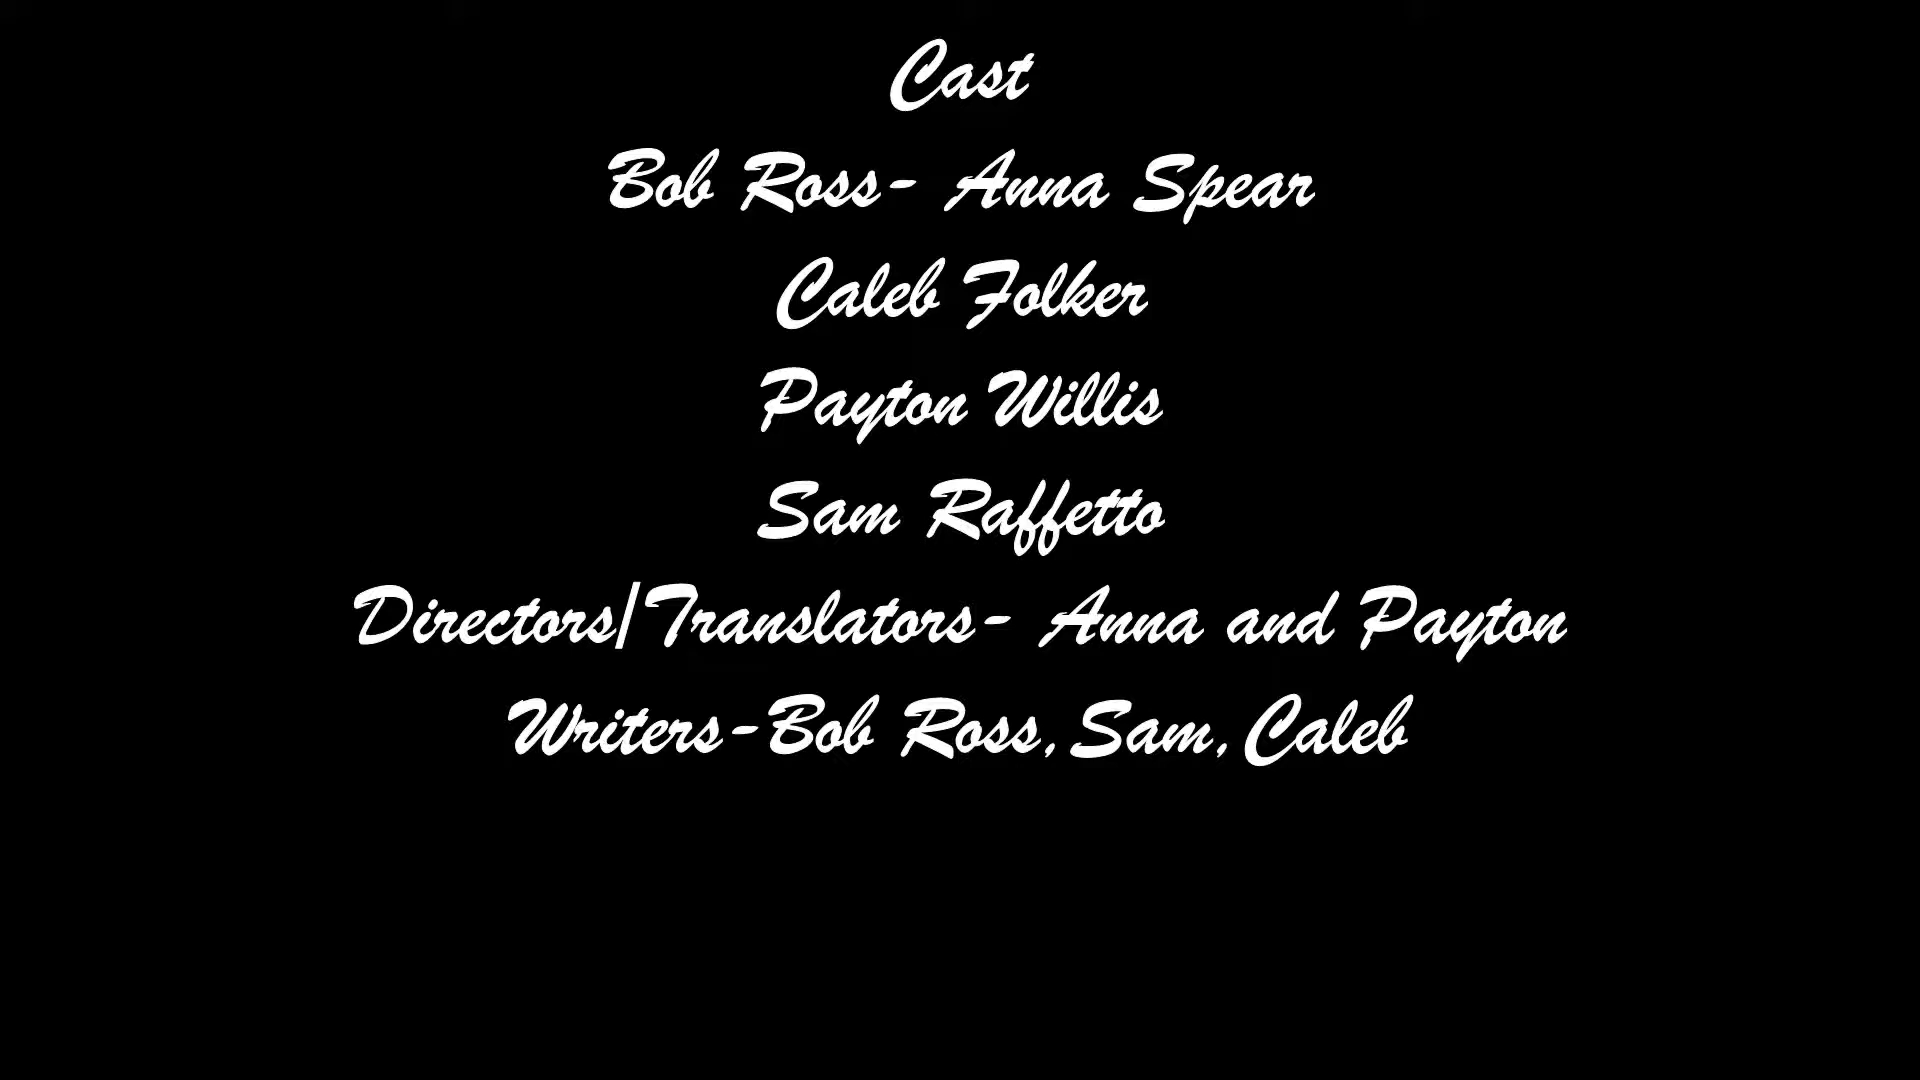 Cast
Bob Ross- Anna Spear
Caleb Folker
Payton Willis
Sam Raffetto
Directors/Translators- Anna and Payton
Writers-Bob Ross,Sam,Caleb